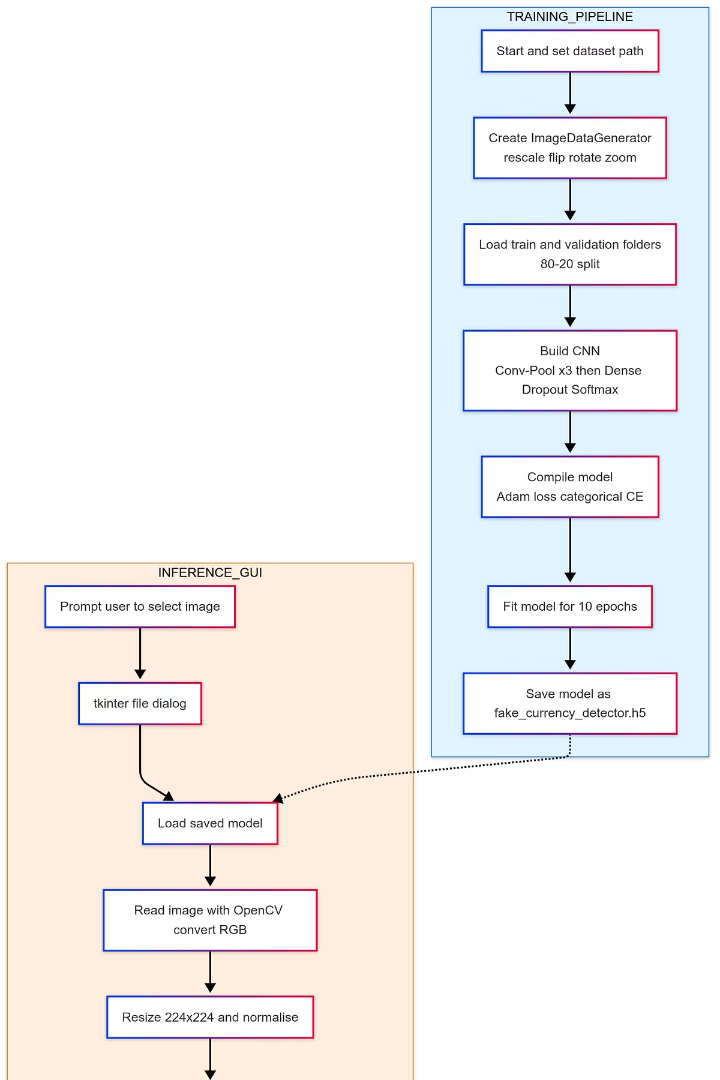 TRAINING_PIPELINE
Start and set dataset path
Create ImageDataGenerator
rescale flip rotate zoom
Load train and validation folders
80-20 split
Build CNN
Conv-Pool x3 then Dense
Dropout Softmax
Compile model
Adam loss categorical CE
Fit model for 10 epochs
Save model as
fake_currency_detector.h5
INFERENCE_GUI
Prompt user to select image
tkinter file dialog
Load saved model
Read image with OpenCV
convert RGB
Resize 224x224 and normalise